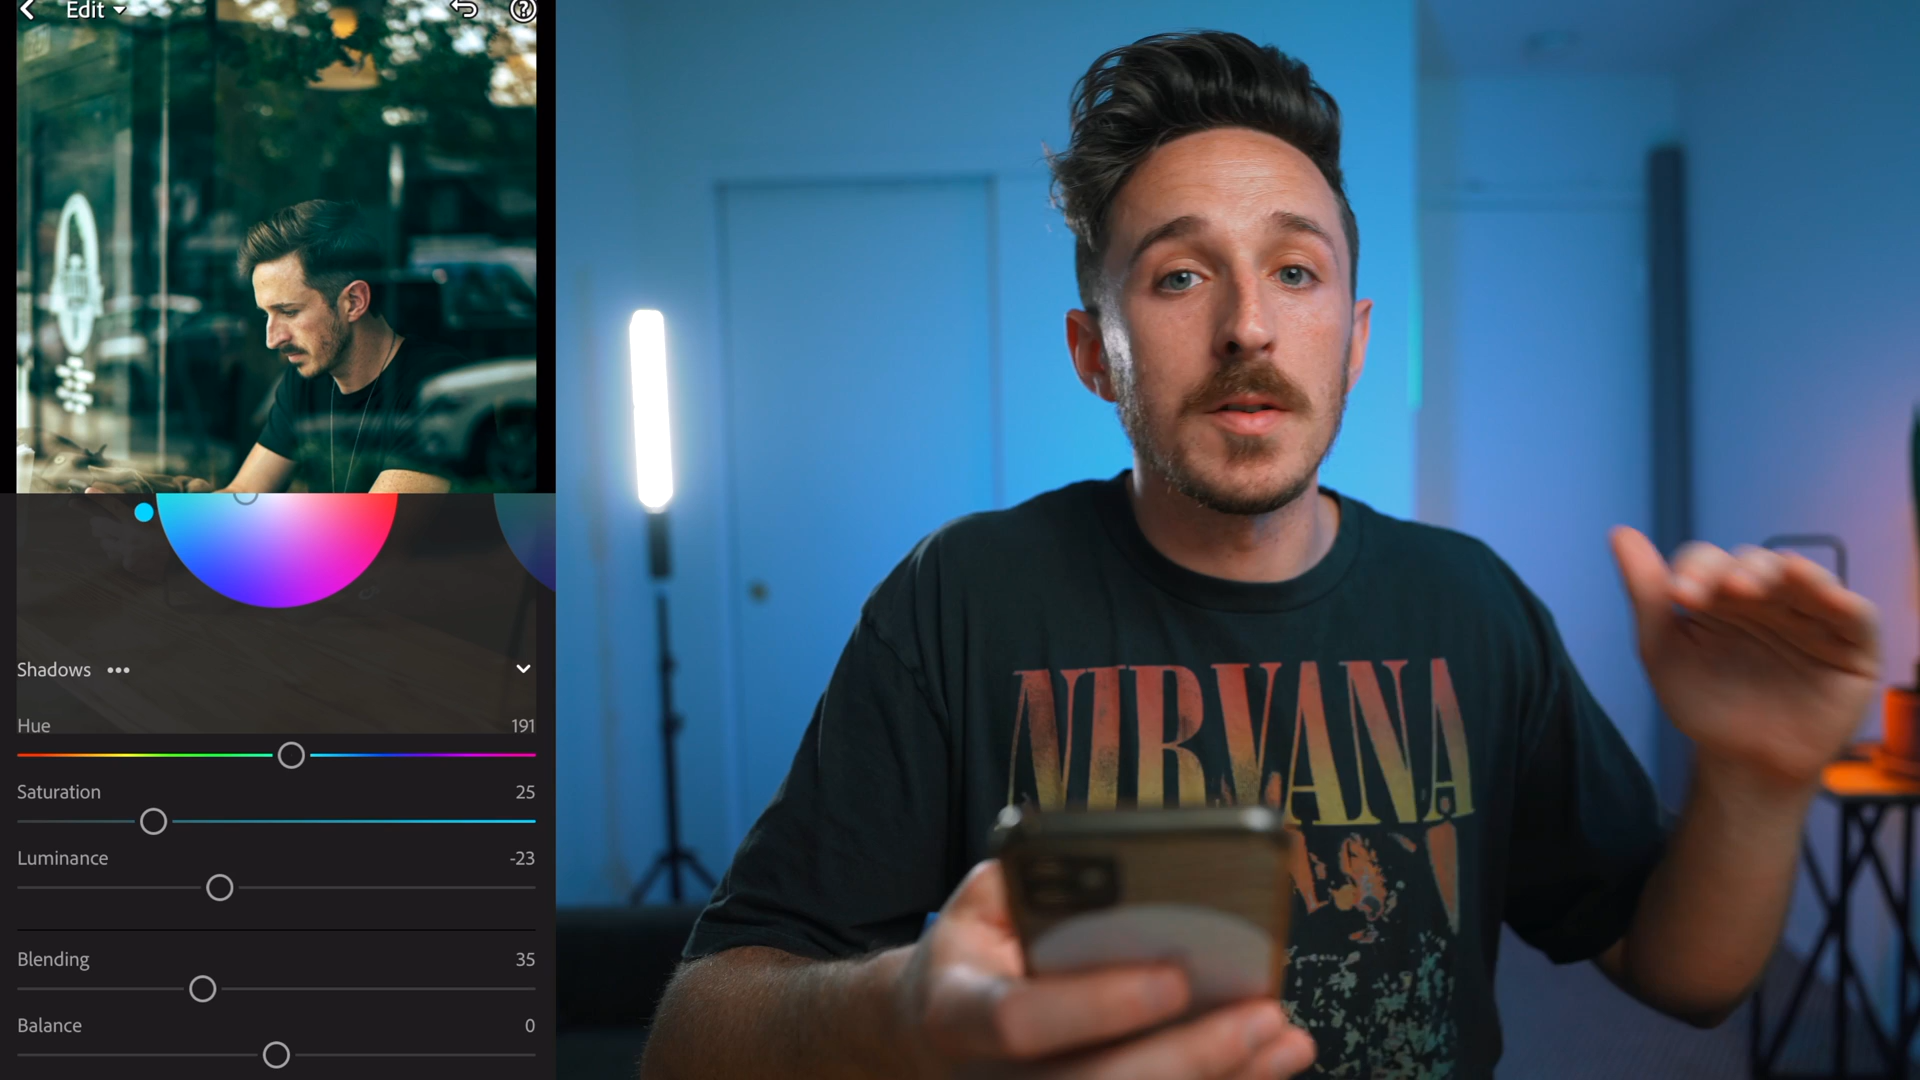 Edit
Shadows •••
Hue 191
Saturation 25
Luminance -23
Blending 35
Balance 0
NIRVANA